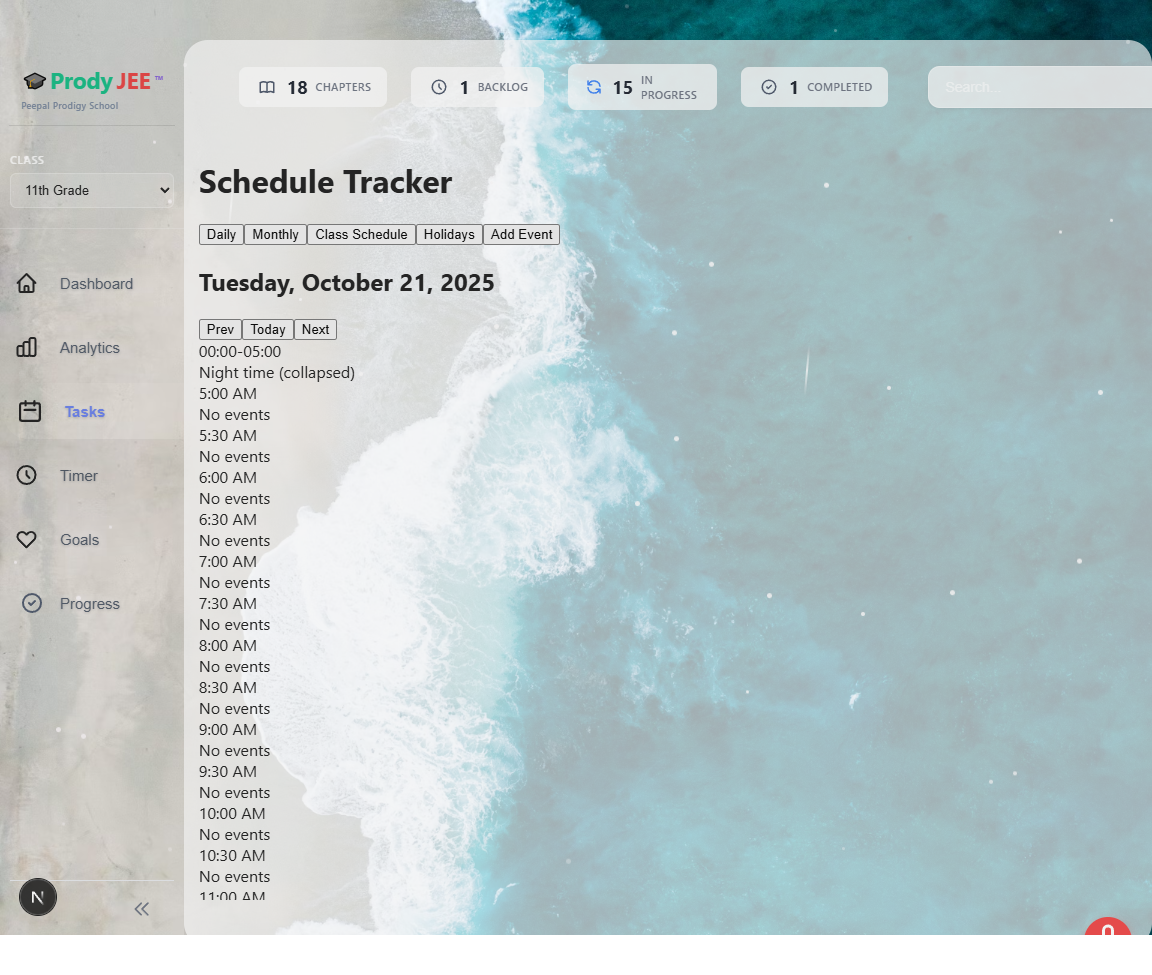 🎓 Prody JEE ™
Peepal Prodigy School
CLASS
11th Grade
Dashboard
Analytics
Tasks
Timer
Goals
Progress
N
18 CHAPTERS
1 BACKLOG
15 IN PROGRESS
1 COMPLETED
Search...
Schedule Tracker
Daily Monthly Class Schedule Holidays Add Event
Tuesday, October 21, 2025
Prev Today Next
00:00-05:00
Night time (collapsed)
5:00 AM
No events
5:30 AM
No events
6:00 AM
No events
6:30 AM
No events
7:00 AM
No events
7:30 AM
No events
8:00 AM
No events
8:30 AM
No events
9:00 AM
No events
9:30 AM
No events
10:00 AM
No events
10:30 AM
No events
11:00 AM